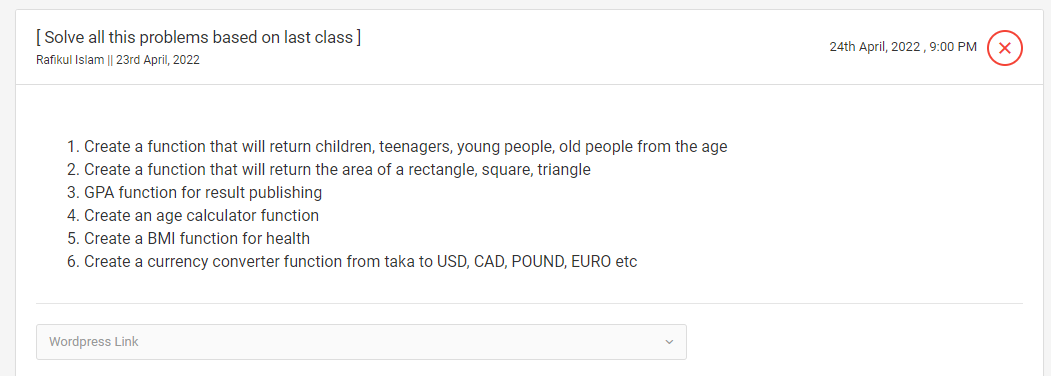 [ Solve all this problems based on last class ]
Rafikul Islam || 23rd April, 2022
24th April, 2022 , 9:00 PM
1. Create a function that will return children, teenagers, young people, old people from the age
2. Create a function that will return the area of a rectangle, square, triangle
3. GPA function for result publishing
4. Create an age calculator function
5. Create a BMI function for health
6. Create a currency converter function from taka to USD, CAD, POUND, EURO etc
Wordpress Link